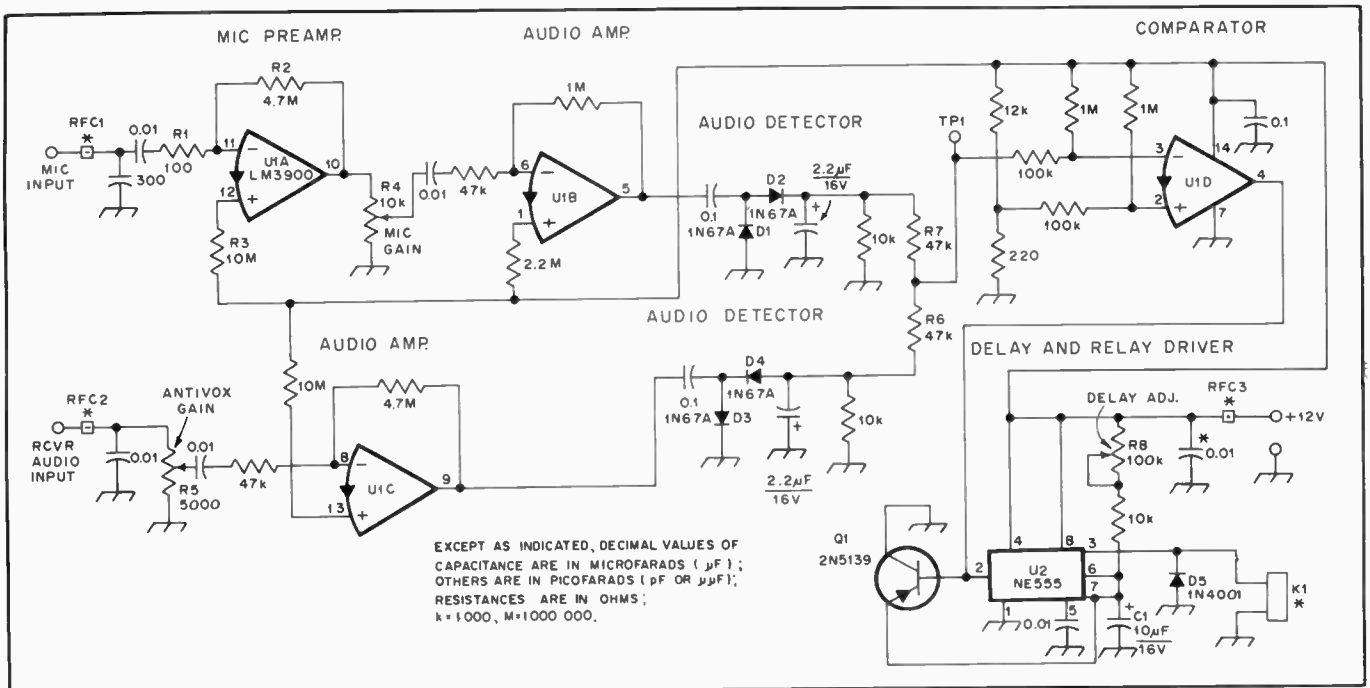 MIC PREAMP.
AUDIO AMP.
COMPARATOR
R2
4.7M
1M
12k
1M
1M
RFC1
*
0.01
R1
100
11
−
U1A
LM3900
10
12
+
MIC
INPUT
300
R3
10M
R4
10k
MIC
GAIN
0.01
47k
6
−
U1B
5
1
+
2.2M
AUDIO DETECTOR
0.1
D2
1N67A
1N67A
D1
2.2µF
16V
+
10k
R7
47k
TP1
100k
3
−
14
0.1
U1D
4
2
+
7
100k
220
R6
47k
AUDIO DETECTOR
AUDIO AMP.
10M
4.7M
RFC2
*
ANTIVOX
GAIN
RCVR
AUDIO
INPUT
0.01
0.01
R5
5000
47k
8
−
U1C
9
13
+
0.1
D4
1N67A
1N67A
D3
+
2.2µF
16V
10k
DELAY AND RELAY DRIVER
DELAY ADJ.
RFC3
*
+12V
R8
100k
*
0.01
10k
Q1
2N5139
4
8
3
2
U2
NE555
6
7
1
5
0.01
+
C1
10µF
16V
D5
1N4001
K1
*
EXCEPT AS INDICATED, DECIMAL VALUES OF
CAPACITANCE ARE IN MICROFARADS (µF);
OTHERS ARE IN PICOFARADS (pF OR µµF);
RESISTANCES ARE IN OHMS;
k=1000, M=1000 000.